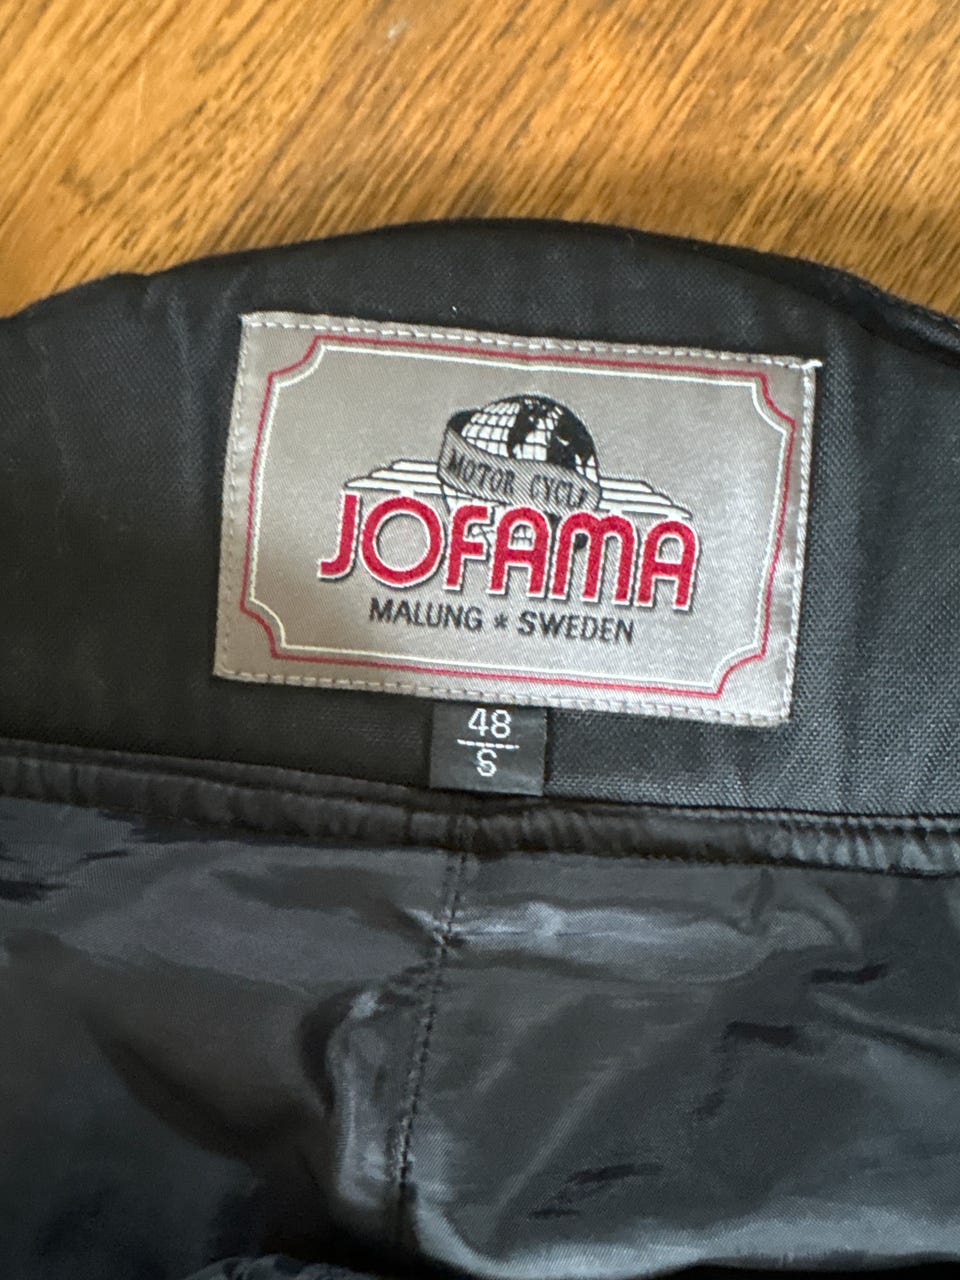 MOTOR CYCLE
JOFAMA
MALUNG * SWEDEN
48
S